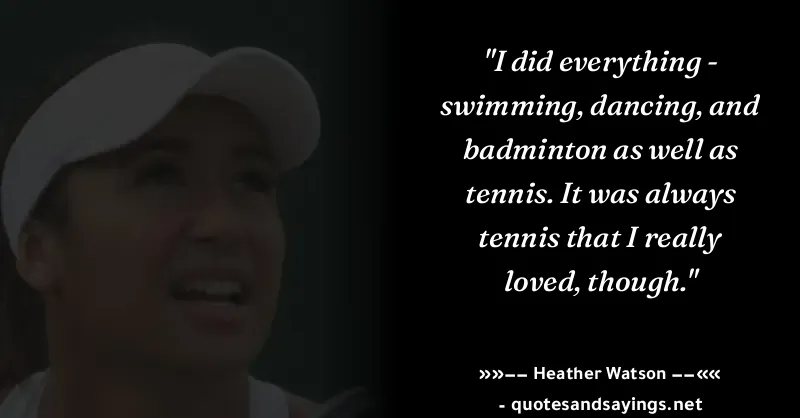 "I did everything -
swimming, dancing, and
badminton as well as
tennis. It was always
tennis that I really
loved, though."
»»–– Heather Watson ––««
- quotesandsayings.net